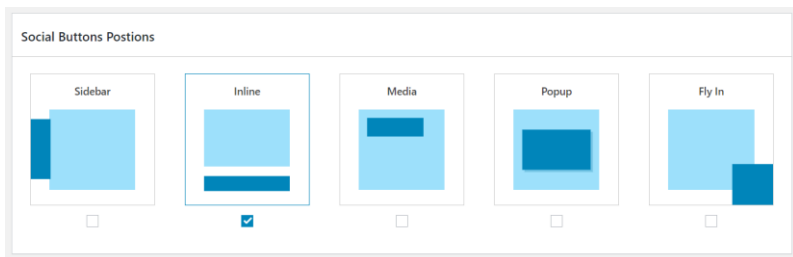 Social Buttons Postions
Sidebar
Inline
Media
Popup
Fly In